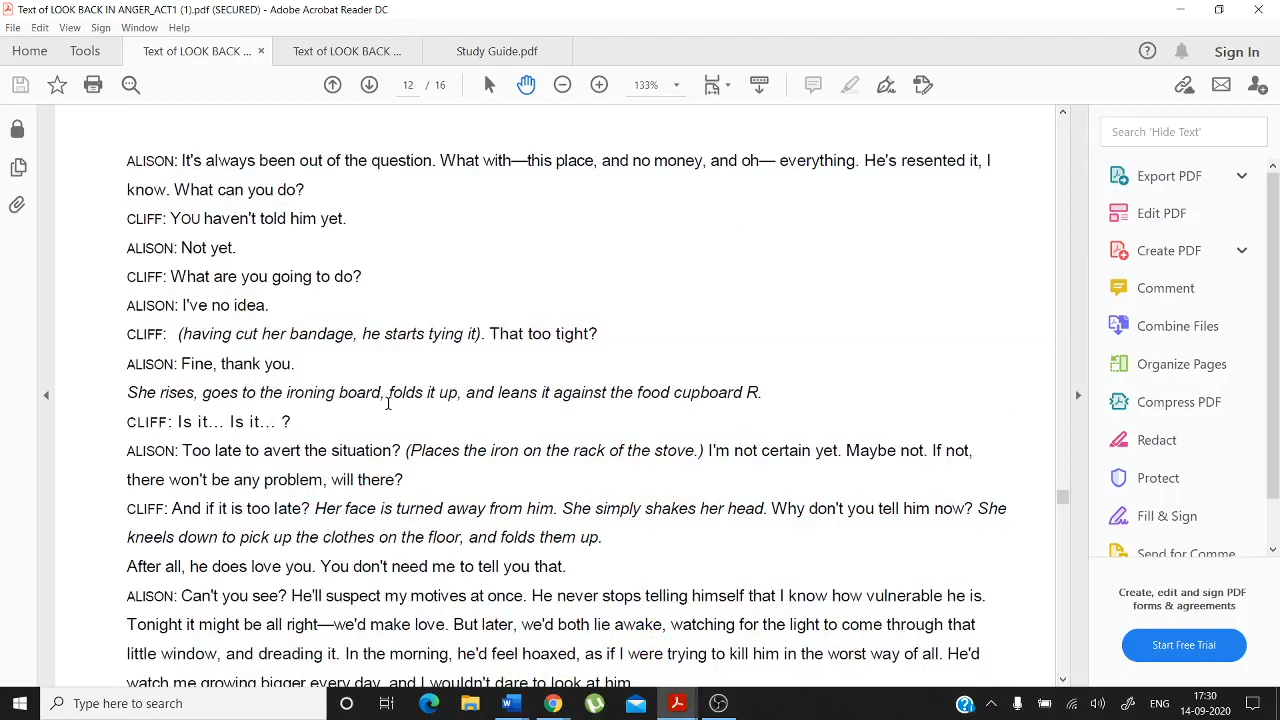 Text of LOOK BACK IN ANGER_ACT1 (1).pdf (SECURED) - Adobe Acrobat Reader DC
File Edit View Sign Window Help
Home Tools Text of LOOK BACK ... × Text of LOOK BACK ... Study Guide.pdf Sign In
12 / 16 133%
Search 'Hide Text'
Export PDF
Edit PDF
Create PDF
Comment
Combine Files
Organize Pages
Compress PDF
Redact
Protect
Fill & Sign
Send for Comme
Create, edit and sign PDF
forms & agreements
Start Free Trial
ALISON: It's always been out of the question. What with—this place, and no money, and oh— everything. He's resented it, I
know. What can you do?
CLIFF: YOU haven't told him yet.
ALISON: Not yet.
CLIFF: What are you going to do?
ALISON: I've no idea.
CLIFF: (having cut her bandage, he starts tying it). That too tight?
ALISON: Fine, thank you.
She rises, goes to the ironing board, folds it up, and leans it against the food cupboard R.
CLIFF: Is it... Is it... ?
ALISON: Too late to avert the situation? (Places the iron on the rack of the stove.) I'm not certain yet. Maybe not. If not,
there won't be any problem, will there?
CLIFF: And if it is too late? Her face is turned away from him. She simply shakes her head. Why don't you tell him now? She
kneels down to pick up the clothes on the floor, and folds them up.
After all, he does love you. You don't need me to tell you that.
ALISON: Can't you see? He'll suspect my motives at once. He never stops telling himself that I know how vulnerable he is.
Tonight it might be all right—we'd make love. But later, we'd both lie awake, watching for the light to come through that
little window, and dreading it. In the morning, he'd feel hoaxed, as if I were trying to kill him in the worst way of all. He'd
watch me growing bigger every day, and I wouldn't dare to look at him.
Type here to search
ENG
17:30
14-09-2020